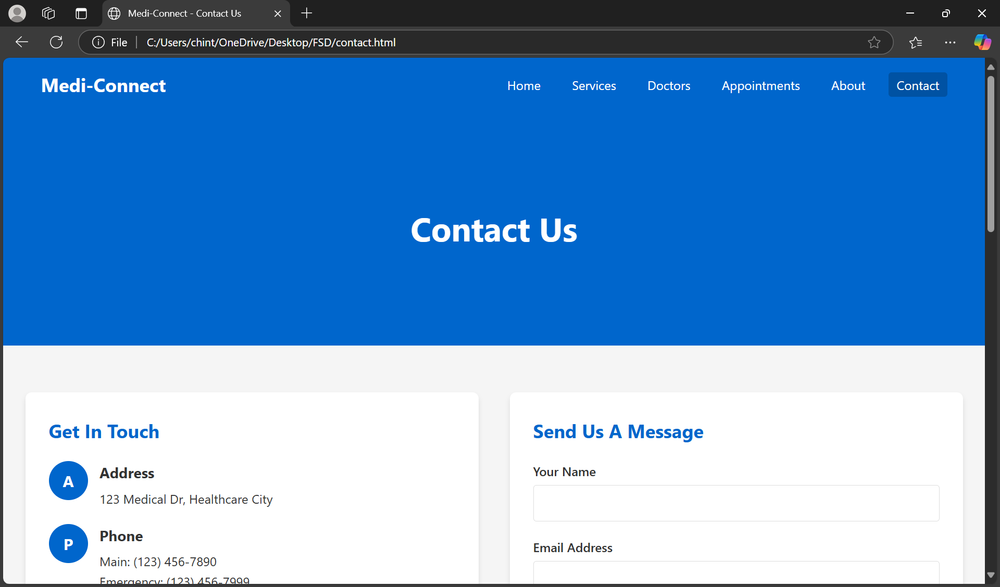 Medi-Connect - Contact Us
File
C:/Users/chint/OneDrive/Desktop/FSD/contact.html
Medi-Connect
Home Services Doctors Appointments About Contact
Contact Us
Get In Touch
A
Address
123 Medical Dr, Healthcare City
P
Phone
Main: (123) 456-7890
Emergency: (123) 456-7999
Send Us A Message
Your Name
Email Address